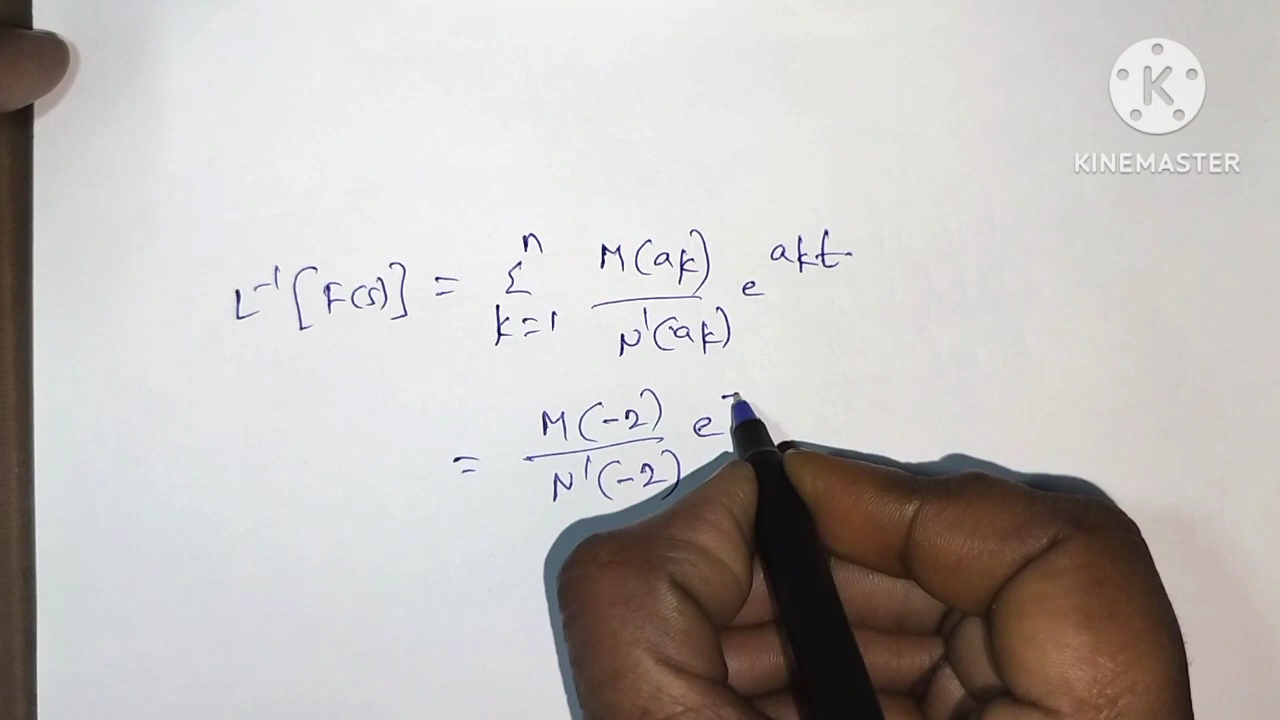 K
KINEMASTER
L⁻¹[F(s)] = Σ_{k=1}^{n} M(ak)/N'(ak) e^{akt}
= M(-2)/N'(-2) e^{-